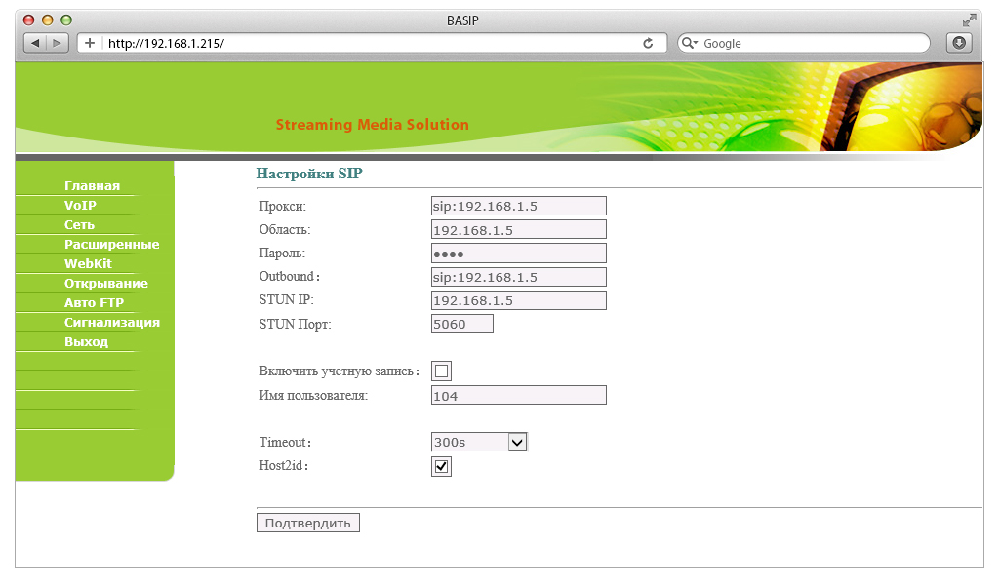 BASIP
http://192.168.1.215/
Google
Streaming Media Solution
Главная
VoIP
Сеть
Расширенные
WebKit
Открывание
Авто FTP
Сигнализация
Выход
Настройки SIP
Прокси: sip:192.168.1.5
Область: 192.168.1.5
Пароль: ●●●●
Outbound: sip:192.168.1.5
STUN IP: 192.168.1.5
STUN Порт: 5060
Включить учетную запись:
Имя пользователя: 104
Timeout: 300s
Host2id:
Подтвердить